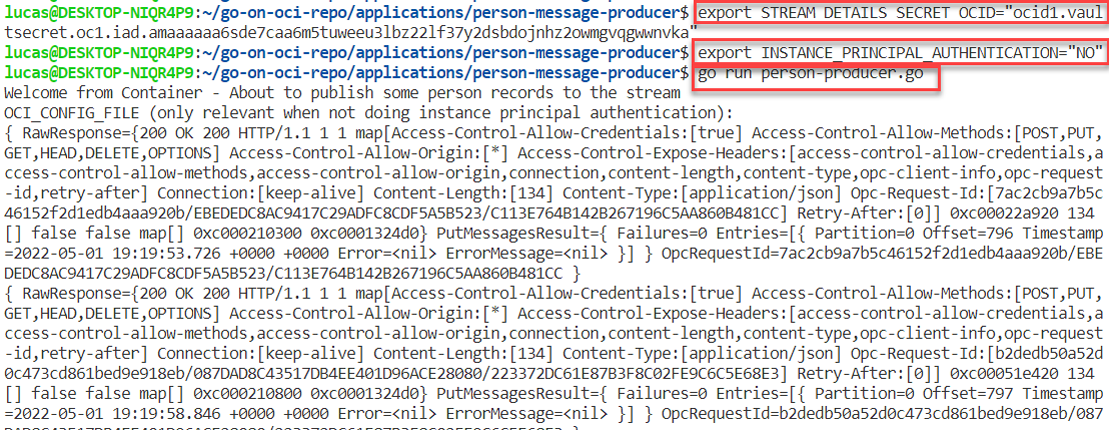 lucas@DESKTOP-NIQR4P9:~/go-on-oci-repo/applications/person-message-producer$ export STREAM_DETAILS_SECRET_OCID="ocid1.vaul
tsecret.oc1.iad.amaaaaaa6sde7caa6m5tuweeu3lbz22lf37y2dsbdojnhz2owmgvqgwwnvka"
lucas@DESKTOP-NIQR4P9:~/go-on-oci-repo/applications/person-message-producer$ export INSTANCE_PRINCIPAL_AUTHENTICATION="NO"
lucas@DESKTOP-NIQR4P9:~/go-on-oci-repo/applications/person-message-producer$ go run person-producer.go
Welcome from Container - About to publish some person records to the stream
OCI_CONFIG_FILE (only relevant when not doing instance principal authentication):
{ RawResponse={200 OK 200 HTTP/1.1 1 1 map[Access-Control-Allow-Credentials:[true] Access-Control-Allow-Methods:[POST,PUT,
GET,HEAD,DELETE,OPTIONS] Access-Control-Allow-Origin:[*] Access-Control-Expose-Headers:[access-control-allow-credentials,a
ccess-control-allow-methods,access-control-allow-origin,connection,content-length,content-type,opc-client-info,opc-request
-id,retry-after] Connection:[keep-alive] Content-Length:[134] Content-Type:[application/json] Opc-Request-Id:[7ac2cb9a7b5c
46152f2d1edb4aaa920b/EBEDEDC8AC9417C29ADFC8CDF5A5B523/C113E764B142B267196C5AA860B481CC] Retry-After:[0]] 0xc00022a920 134
[] false false map[] 0xc000210300 0xc0001324d0} PutMessagesResult={ Failures=0 Entries=[{ Partition=0 Offset=796 Timestamp
=2022-05-01 19:19:53.726 +0000 +0000 Error=<nil> ErrorMessage=<nil> }] } OpcRequestId=7ac2cb9a7b5c46152f2d1edb4aaa920b/EBE
DEDC8AC9417C29ADFC8CDF5A5B523/C113E764B142B267196C5AA860B481CC }
{ RawResponse={200 OK 200 HTTP/1.1 1 1 map[Access-Control-Allow-Credentials:[true] Access-Control-Allow-Methods:[POST,PUT,
GET,HEAD,DELETE,OPTIONS] Access-Control-Allow-Origin:[*] Access-Control-Expose-Headers:[access-control-allow-credentials,a
ccess-control-allow-methods,access-control-allow-origin,connection,content-length,content-type,opc-client-info,opc-request
-id,retry-after] Connection:[keep-alive] Content-Length:[134] Content-Type:[application/json] Opc-Request-Id:[b2dedb50a52d
0c473cd861bed9e918eb/087DAD8C43517DB4EE401D96ACE28080/223372DC61E87B3F8C02FE9C6C5E68E3] Retry-After:[0]] 0xc00051e420 134
[] false false map[] 0xc000210800 0xc0001324d0} PutMessagesResult={ Failures=0 Entries=[{ Partition=0 Offset=797 Timestamp
=2022-05-01 19:19:58.846 +0000 +0000 Error=<nil> ErrorMessage=<nil> }] } OpcRequestId=b2dedb50a52d0c473cd861bed9e918eb/087